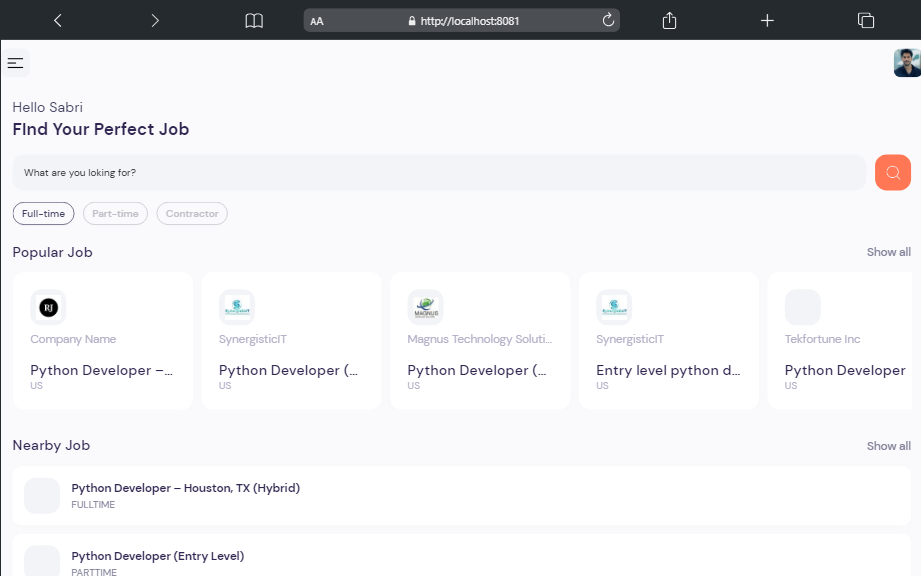 AA http://localhost:8081
Hello Sabri
FInd Your Perfect Job
What are you loking for?
Full-time Part-time Contractor
Popular Job Show all
RJ
MAGNUS
Company Name SynergisticIT Magnus Technology Soluti... SynergisticIT Tekfortune Inc
Python Developer –... Python Developer (... Python Developer (... Entry level python d... Python Developer
US US US US US
Nearby Job Show all
Python Developer – Houston, TX (Hybrid)
FULLTIME
Python Developer (Entry Level)
PARTTIME